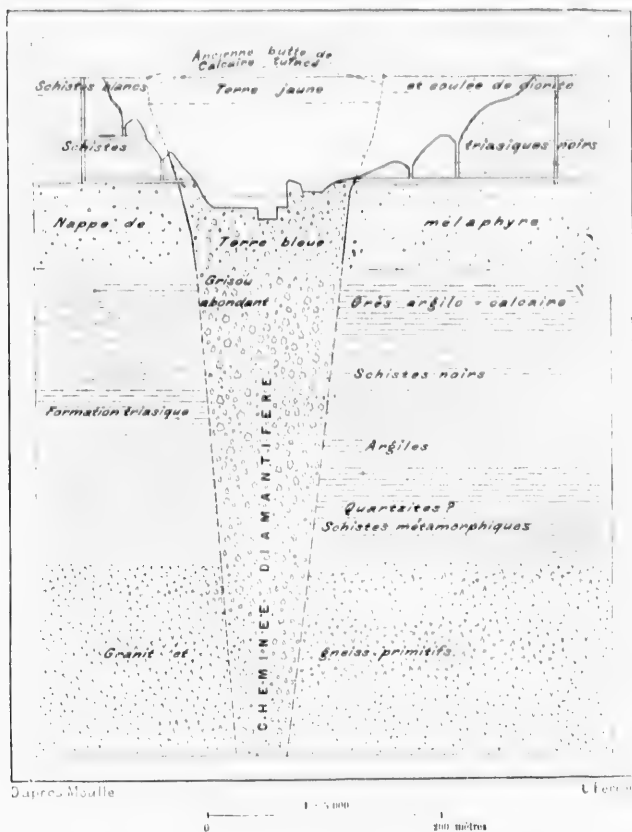 Ancienne butte de
Calcaire tufacé
Schistes blancs Terre jaune et coulée de diorite
Schistes triasiques noirs
Nappe de mélaphyre
Terre bleue
Grisou
abondant
Grès argilo-calcaire
Schistes noirs
Formation triasique
Argiles
Quartzites ?
Schistes métamorphiques
CHEMINÉE DIAMANTIFÈRE
Granit et gneiss primitifs.
D'après Moulle
0 200 mètres